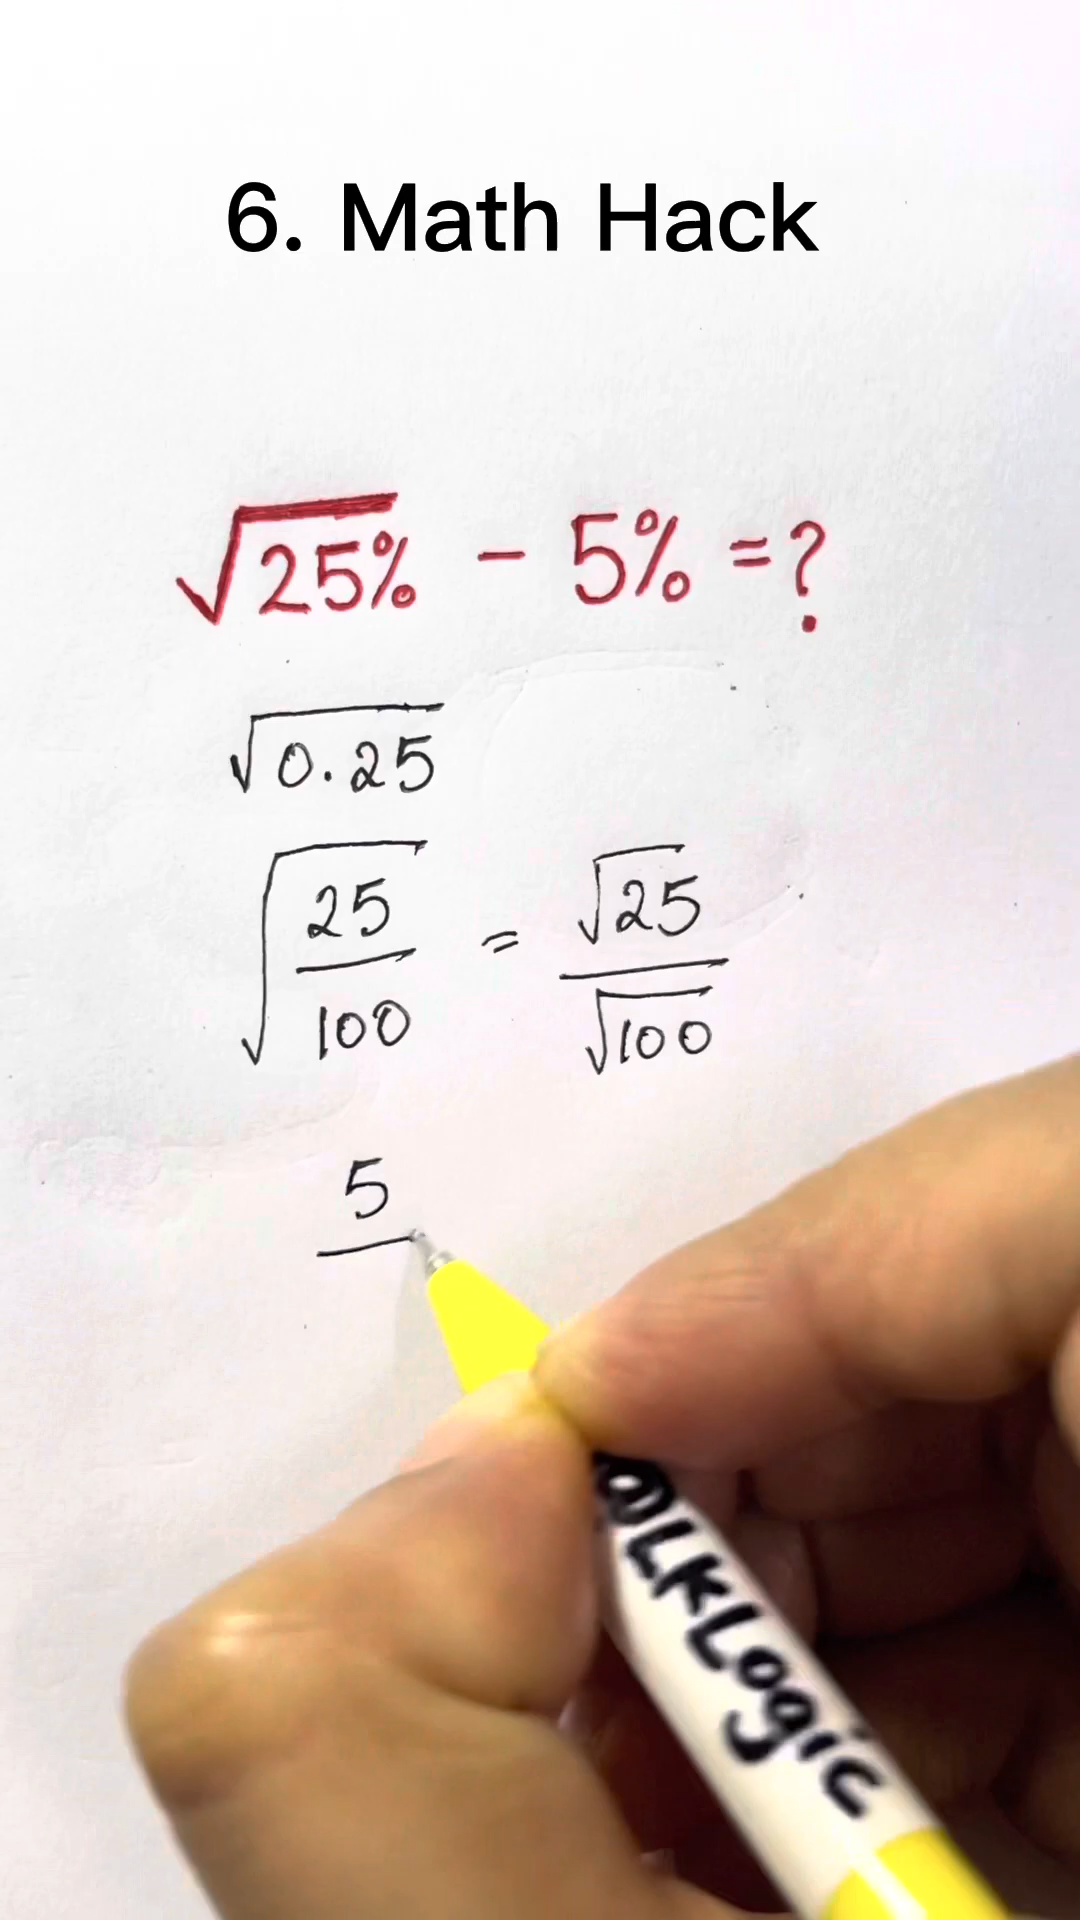 6. Math Hack
√25% - 5% = ?
√0.25
√(25/100) = √25/√100
5
@LKLogic